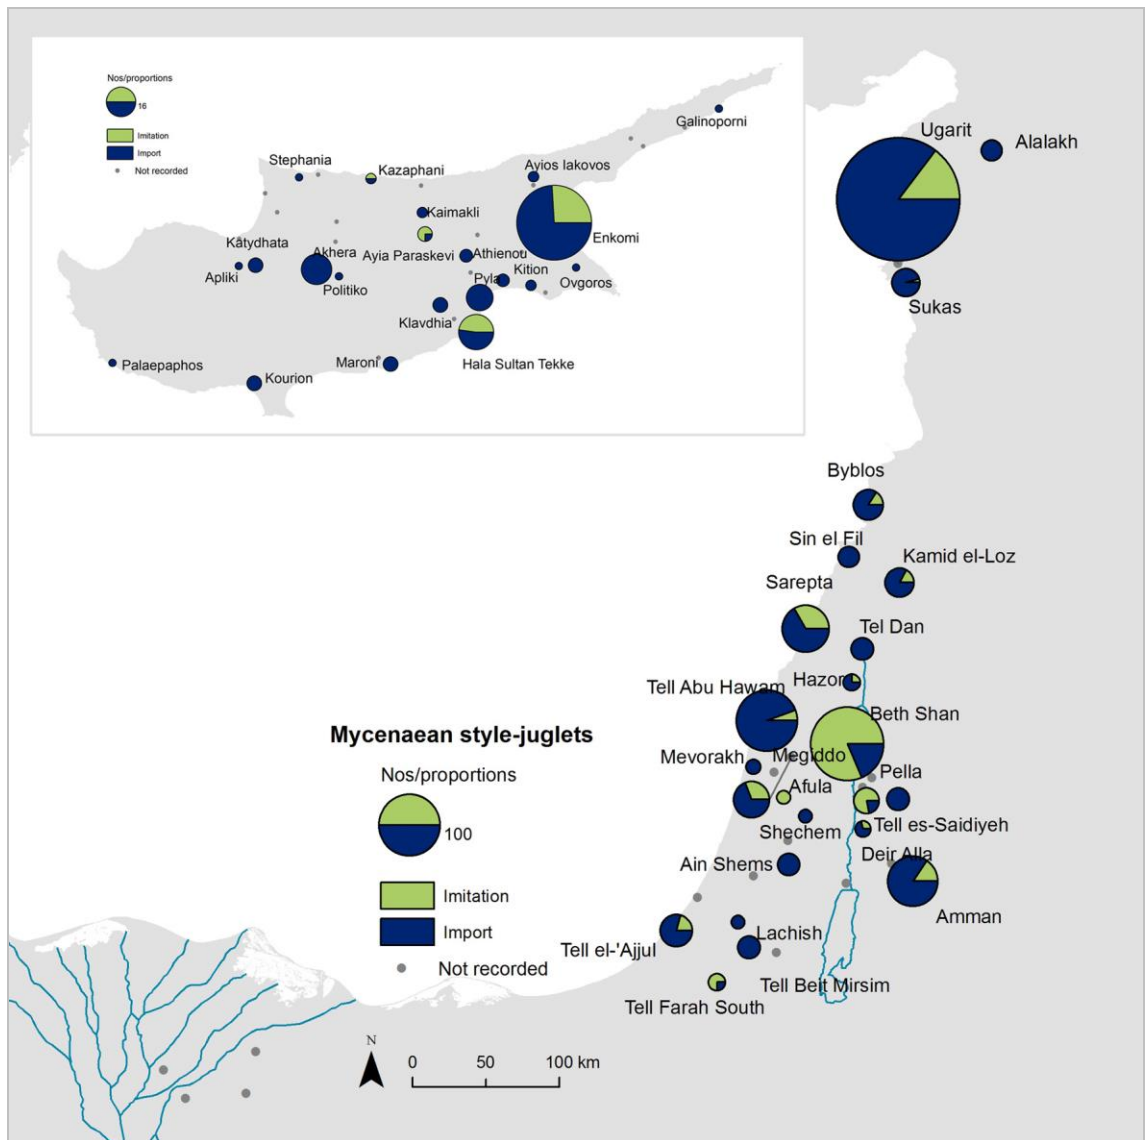 Nos/proportions
16
Imitation
Import
Not recorded
Galinoporni
Stephania
Kazaphani
Ayios Iakovos
Kaimakli
Enkomi
Katydhata
Akhera
Ayia Paraskevi
Athienou
Apliki
Politiko
Pyla
Kition
Ovgoros
Klavdhia
Palaepaphos
Maroni
Hala Sultan Tekke
Kourion
Ugarit
Alalakh
Sukas
Byblos
Sin el Fil
Kamid el-Loz
Sarepta
Tel Dan
Hazor
Tell Abu Hawam
Beth Shan
Mycenaean style-juglets
Mevorakh
Megiddo
Nos/proportions
Pella
Afula
100
Shechem
Tell es-Saidiyeh
Deir Alla
Ain Shems
Imitation
Amman
Import
Lachish
Tell el-'Ajjul
Not recorded
Tell Beit Mirsim
Tell Farah South
N
0 50 100 km